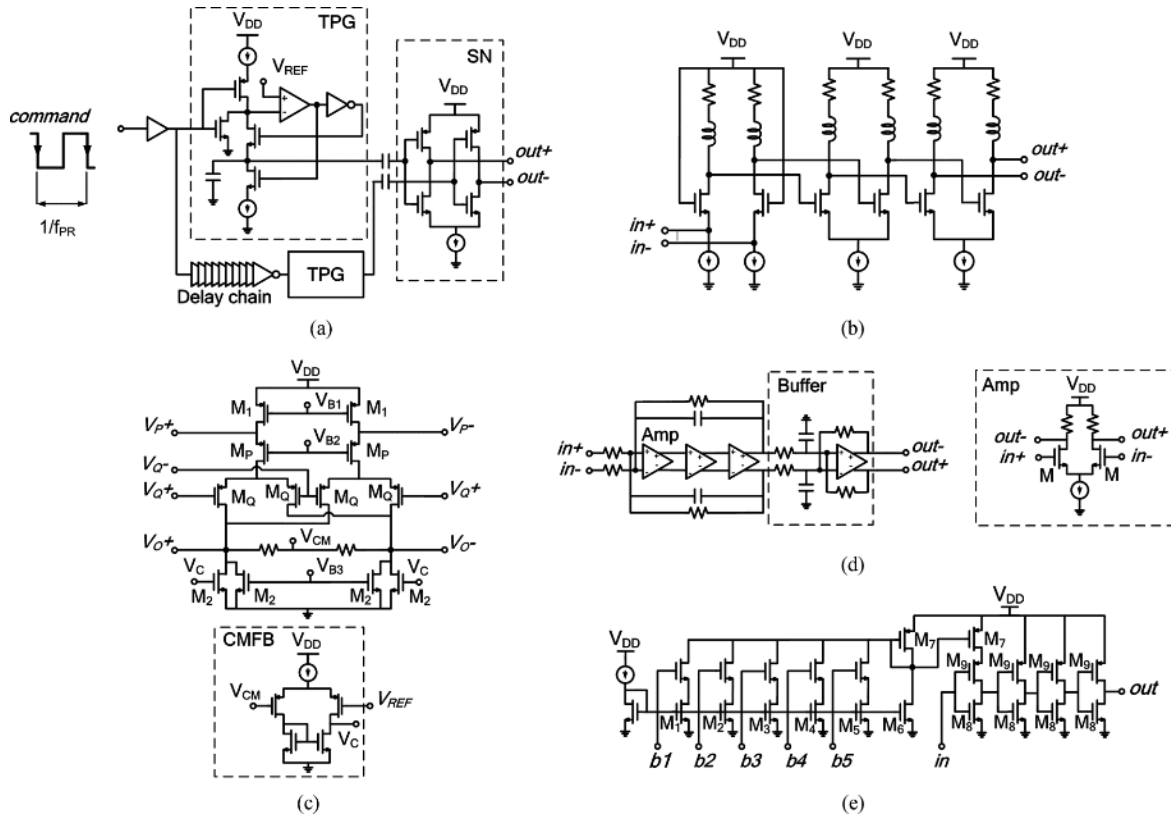 TPG
V_DD
V_REF
+
-
command
1/f_PR
Delay chain
TPG
SN
V_DD
out+
out-
(a)
V_DD
V_DD
V_DD
in+
in-
out+
out-
(b)
V_DD
V_B1
M_1
M_1
V_P+
V_P-
V_B2
M_P
M_P
V_Q-
V_Q+
M_Q
M_Q
M_Q
M_Q
V_Q+
V_O+
V_CM
V_O-
V_C
V_B3
V_C
M_2
M_2
M_2
M_2
CMFB
V_DD
V_CM
V_REF
V_C
(c)
Buffer
in+
in-
Amp
+
-
+
-
+
-
+
-
out-
out+
Amp
V_DD
out-
in+
out+
in-
M
M
(d)
V_DD
V_DD
M_7
M_7
M_9
M_9
M_9
M_9
out
M_1
M_2
M_3
M_4
M_5
M_6
M_8
M_8
M_8
M_8
b1
b2
b3
b4
b5
in
(e)